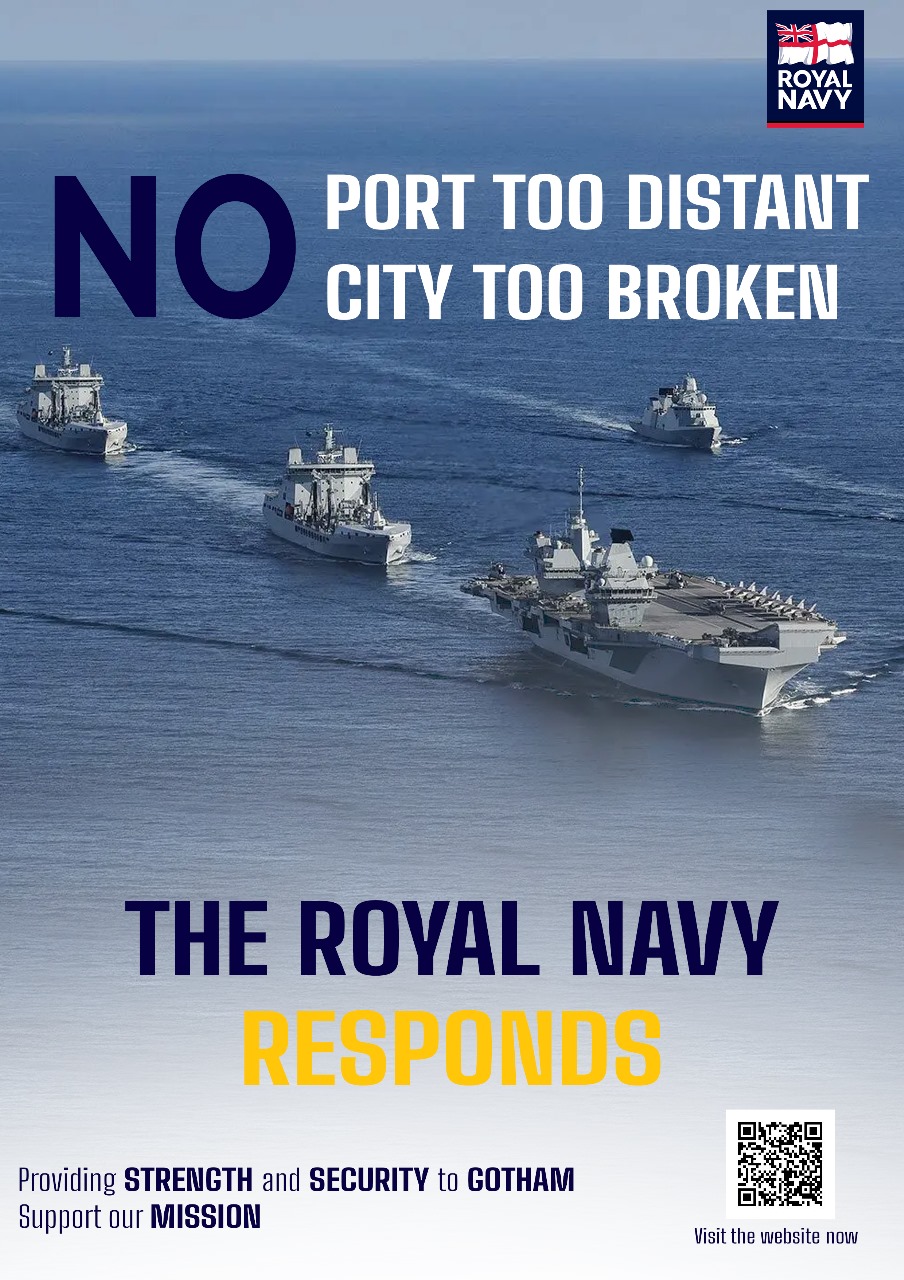 ROYAL
NAVY
NO
PORT TOO DISTANT
CITY TOO BROKEN
THE ROYAL NAVY
RESPONDS
Providing STRENGTH and SECURITY to GOTHAM
Support our MISSION
Visit the website now